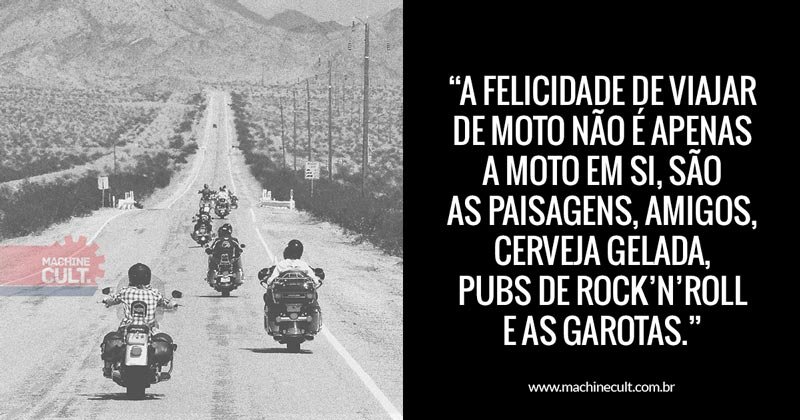 MACHINE
CULT.
“A FELICIDADE DE VIAJAR
DE MOTO NÃO É APENAS
A MOTO EM SI, SÃO
AS PAISAGENS, AMIGOS,
CERVEJA GELADA,
PUBS DE ROCK’N’ROLL
E AS GAROTAS.”
www.machinecult.com.br